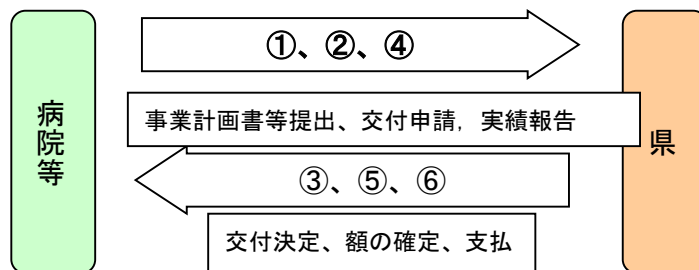 病院等
①、②、④
事業計画書等提出、交付申請，実績報告
③、⑤、⑥
交付決定、額の確定、支払
県